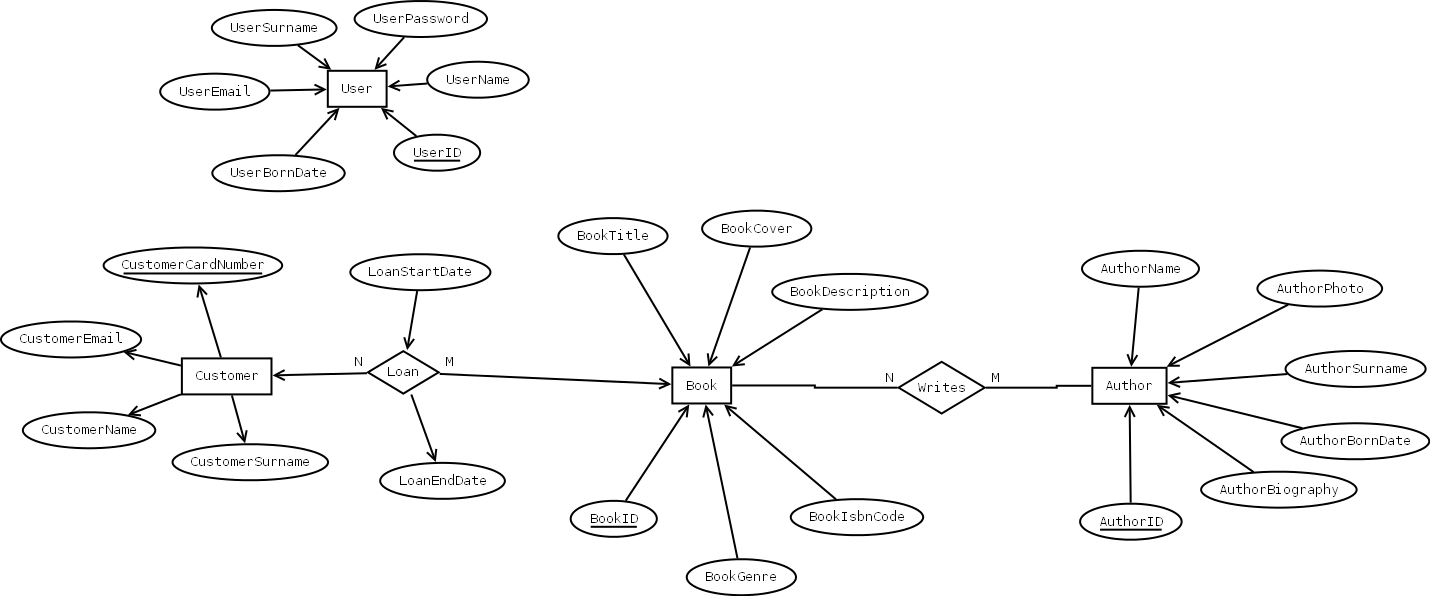 UserSurname
UserPassword
UserEmail
User
UserName
UserID
UserBornDate
BookTitle
BookCover
CustomerCardNumber
LoanStartDate
BookDescription
AuthorName
AuthorPhoto
CustomerEmail
N
M
Customer
Loan
Book
N
M
Writes
Author
AuthorSurname
CustomerName
CustomerSurname
LoanEndDate
AuthorBornDate
AuthorBiography
BookID
BookIsbnCode
AuthorID
BookGenre